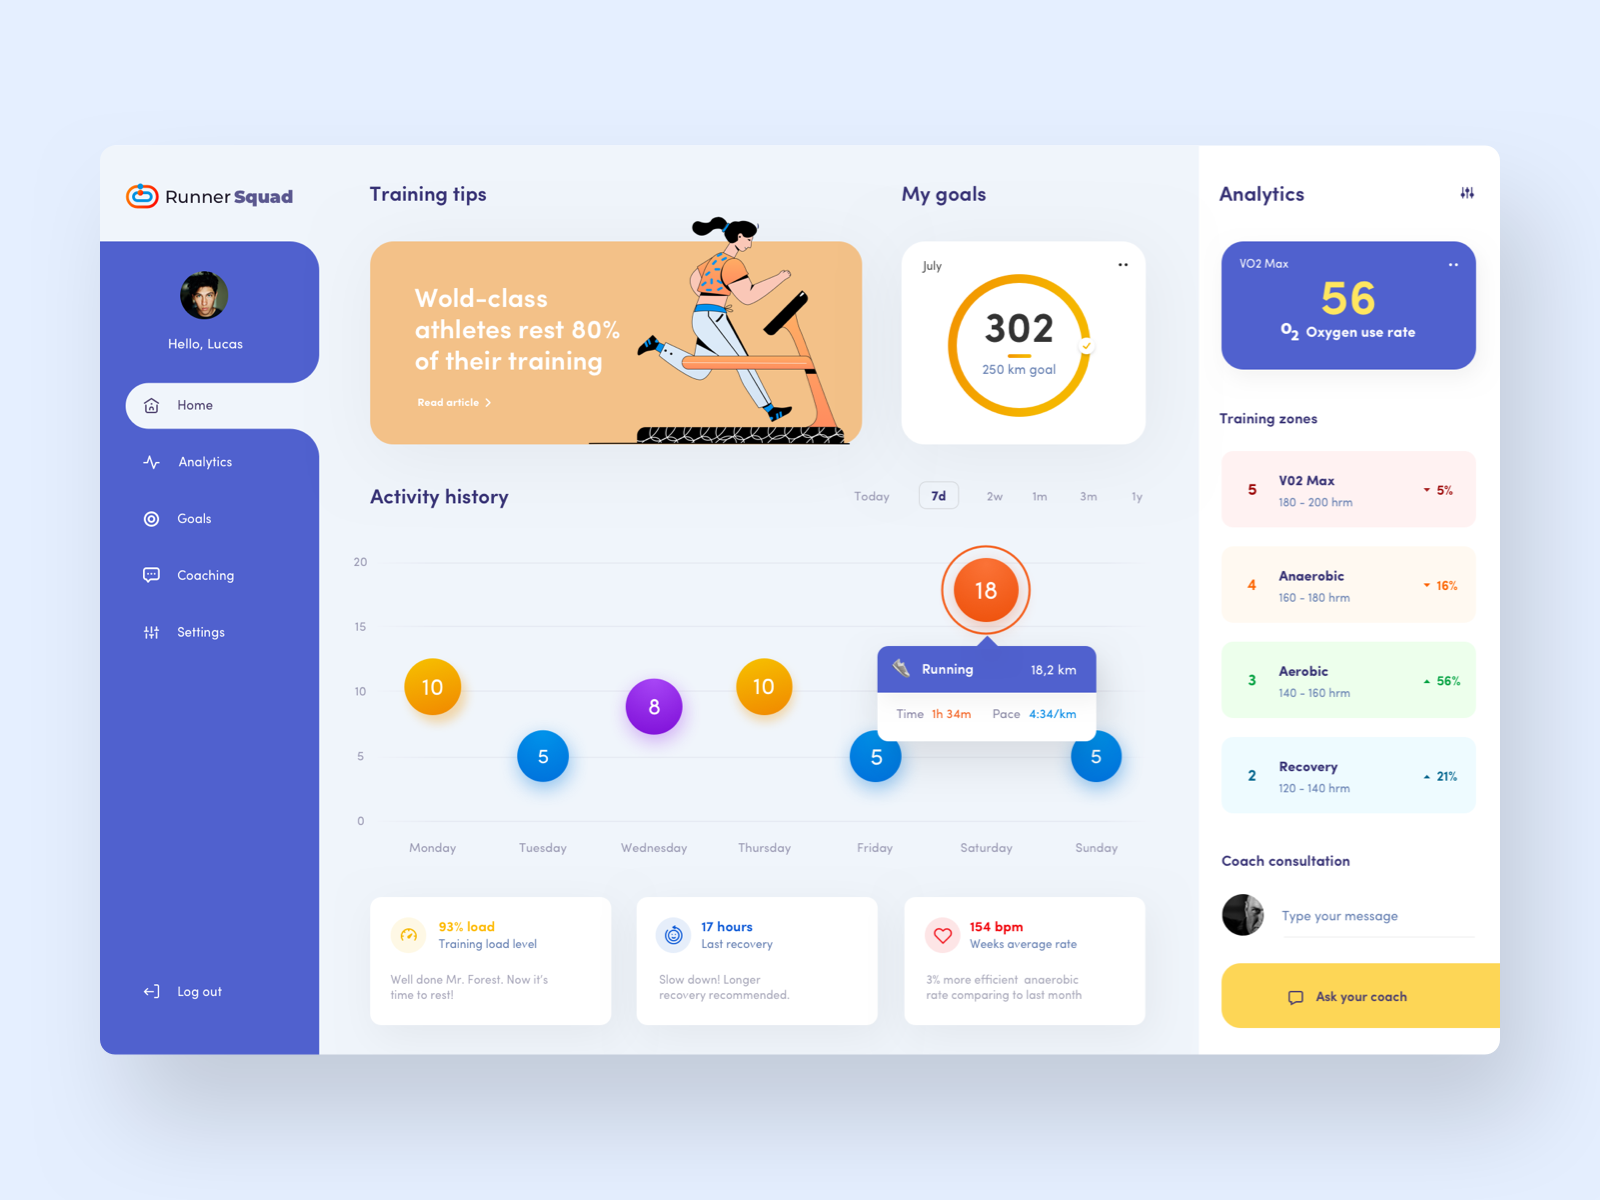 Runner Squad
Hello, Lucas
Home
Analytics
Goals
Coaching
Settings
Log out
Training tips
Wold-class
athletes rest 80%
of their training
Read article
My goals
July
302
250 km goal
Activity history
Today 7d 2w 1m 3m 1y
20
15
10
5
0
10
5
8
10
5
18
5
Running 18,2 km
Time 1h 34m Pace 4:34/km
Monday Tuesday Wednesday Thursday Friday Saturday Sunday
93% load
Training load level
Well done Mr. Forest. Now it's
time to rest!
17 hours
Last recovery
Slow down! Longer
recovery recommended.
154 bpm
Weeks average rate
3% more efficient anaerobic
rate comparing to last month
Analytics
VO2 Max
56
O2 Oxygen use rate
Training zones
5 V02 Max 5%
180 - 200 hrm
4 Anaerobic 16%
160 - 180 hrm
3 Aerobic 56%
140 - 160 hrm
2 Recovery 21%
120 - 140 hrm
Coach consultation
Type your message
Ask your coach